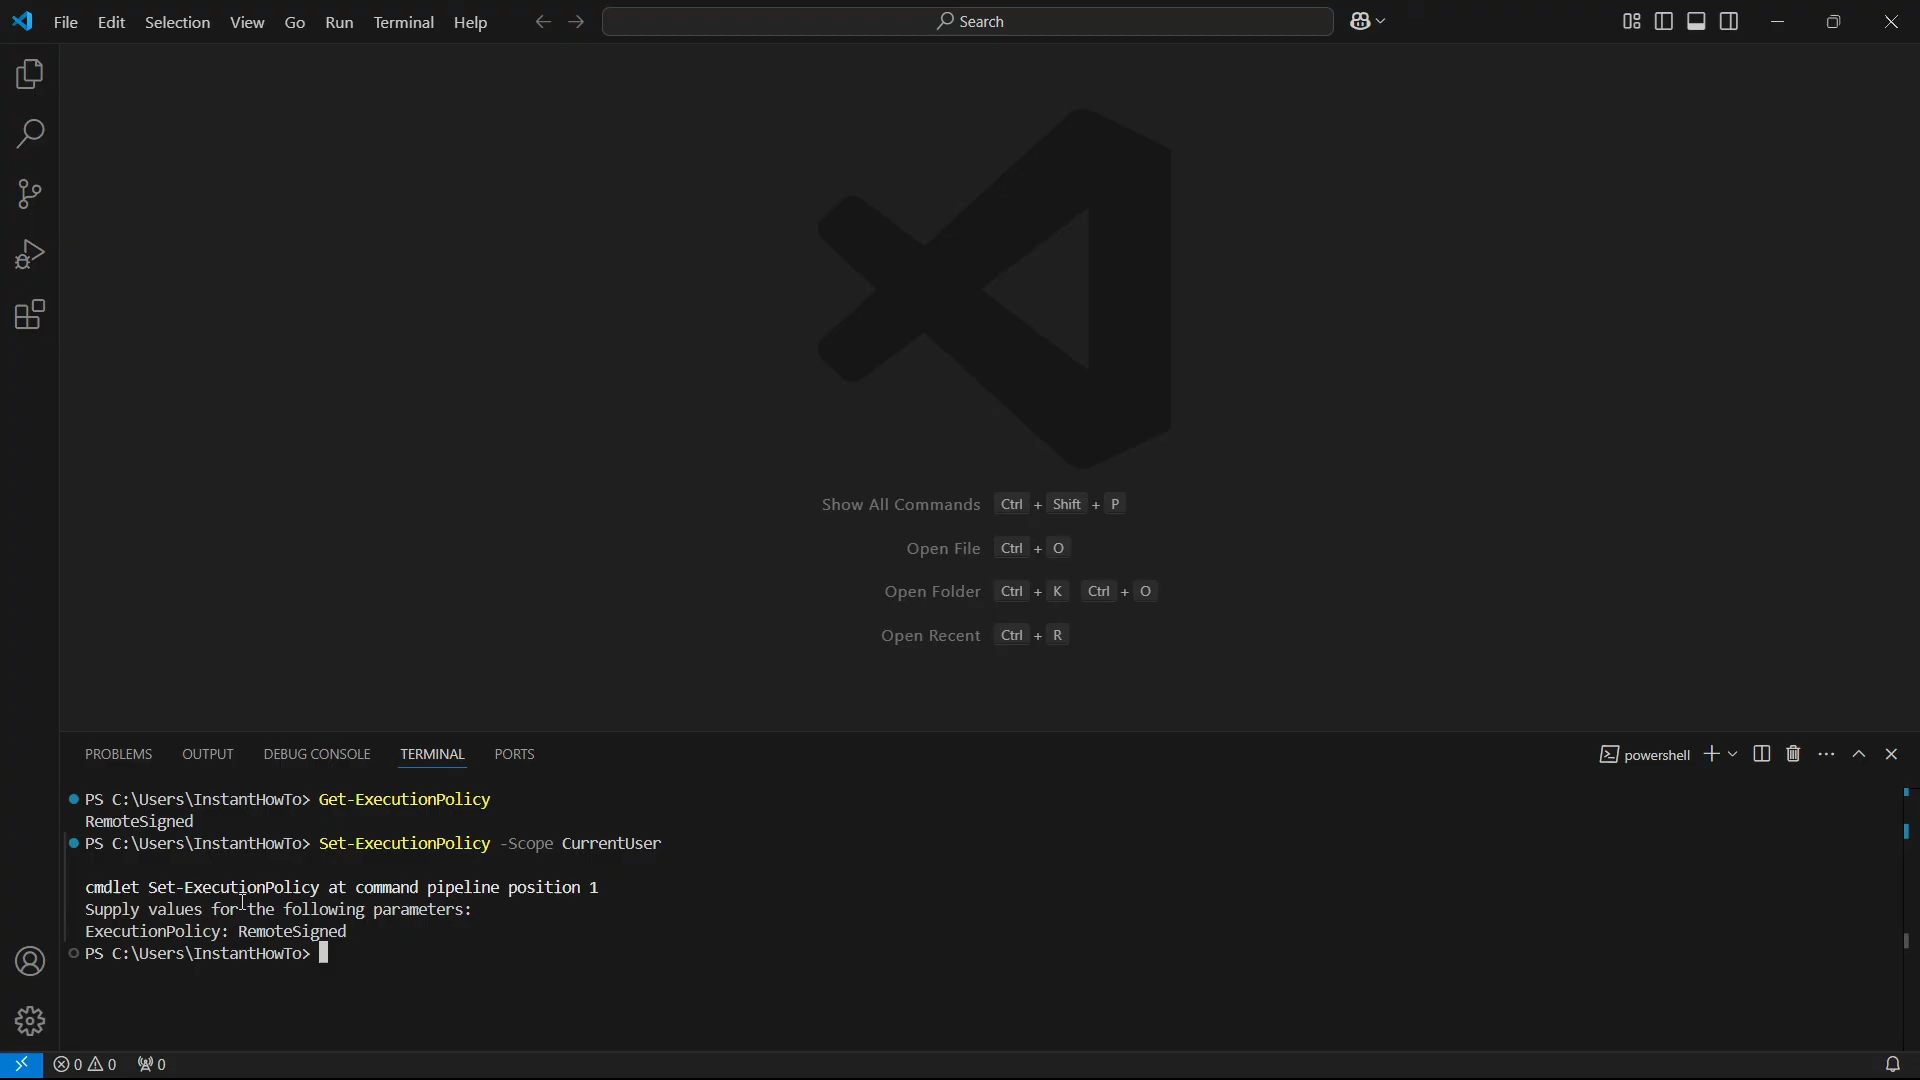 File Edit Selection View Go Run Terminal Help
Search
Show All Commands Ctrl + Shift + P
Open File Ctrl + O
Open Folder Ctrl + K Ctrl + O
Open Recent Ctrl + R
PROBLEMS OUTPUT DEBUG CONSOLE TERMINAL PORTS
powershell
PS C:\Users\InstantHowTo> Get-ExecutionPolicy
RemoteSigned
PS C:\Users\InstantHowTo> Set-ExecutionPolicy -Scope CurrentUser
cmdlet Set-ExecutionPolicy at command pipeline position 1
Supply values for the following parameters:
ExecutionPolicy: RemoteSigned
PS C:\Users\InstantHowTo>
0 0 0